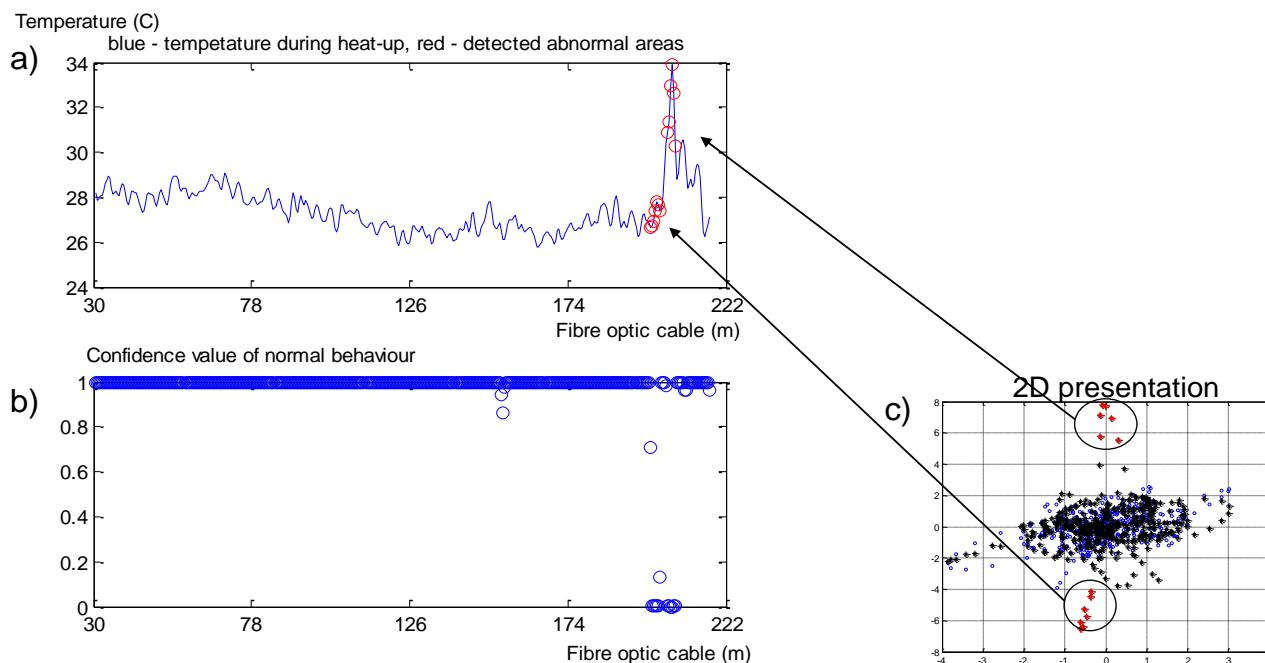 Temperature (C)
blue - tempetature during heat-up, red - detected abnormal areas
a)
34
32
30
28
26
24
30 78 126 174 222
Fibre optic cable (m)
Confidence value of normal behaviour
b)
1
0.8
0.6
0.4
0.2
0
30 78 126 174 222
Fibre optic cable (m)
c)
2D presentation
8
6
4
2
0
-2
-4
-6
-8
-4 -3 -2 -1 0 1 2 3 4